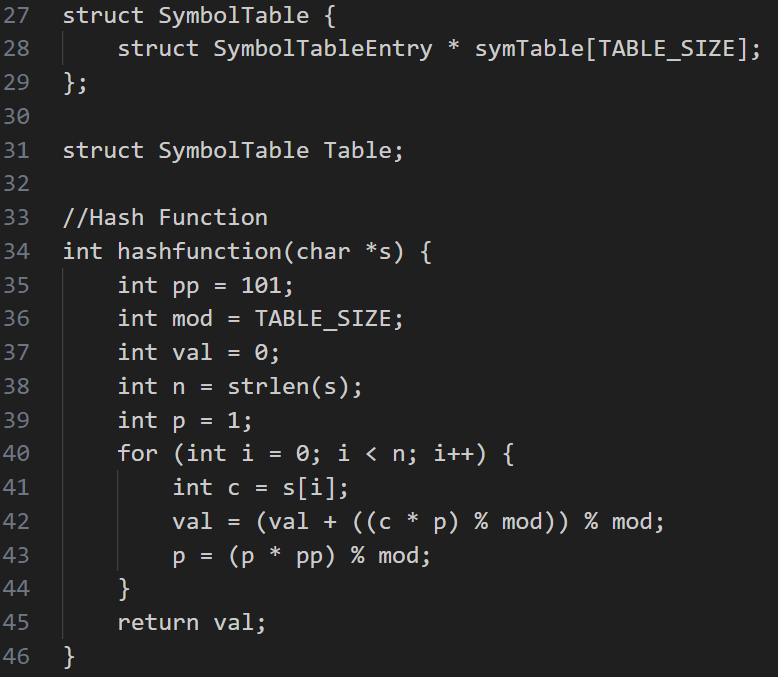 27 struct SymbolTable {
28     struct SymbolTableEntry * symTable[TABLE_SIZE];
29 };
30
31 struct SymbolTable Table;
32
33 //Hash Function
34 int hashfunction(char *s) {
35     int pp = 101;
36     int mod = TABLE_SIZE;
37     int val = 0;
38     int n = strlen(s);
39     int p = 1;
40     for (int i = 0; i < n; i++) {
41         int c = s[i];
42         val = (val + ((c * p) % mod)) % mod;
43         p = (p * pp) % mod;
44     }
45     return val;
46 }